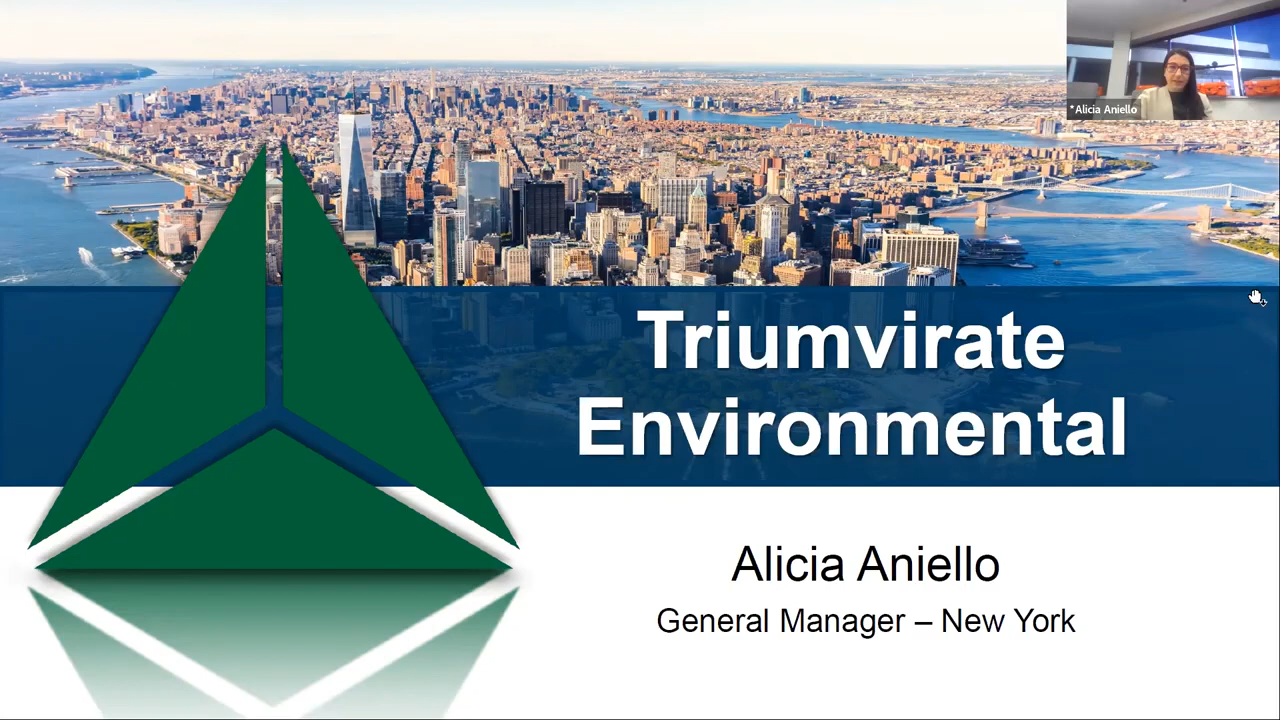 *Alicia Aniello
Triumvirate
Environmental
Alicia Aniello
General Manager – New York